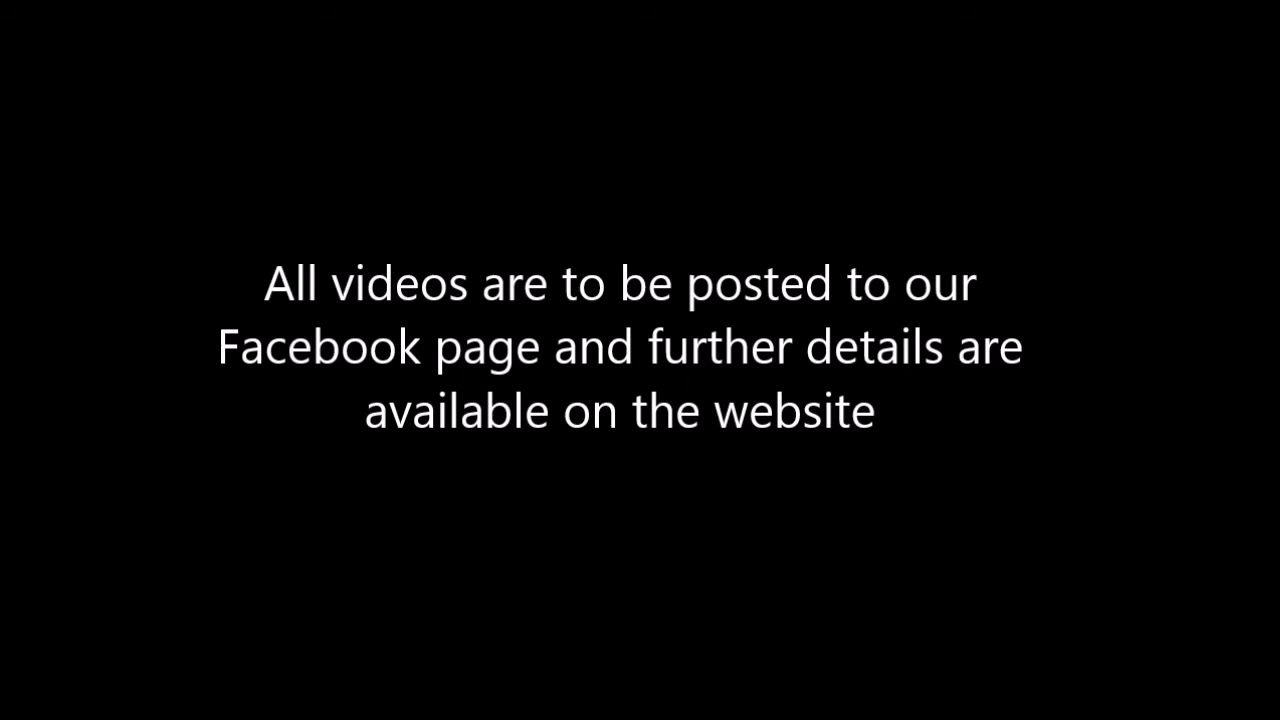 All videos are to be posted to our
Facebook page and further details are
available on the website